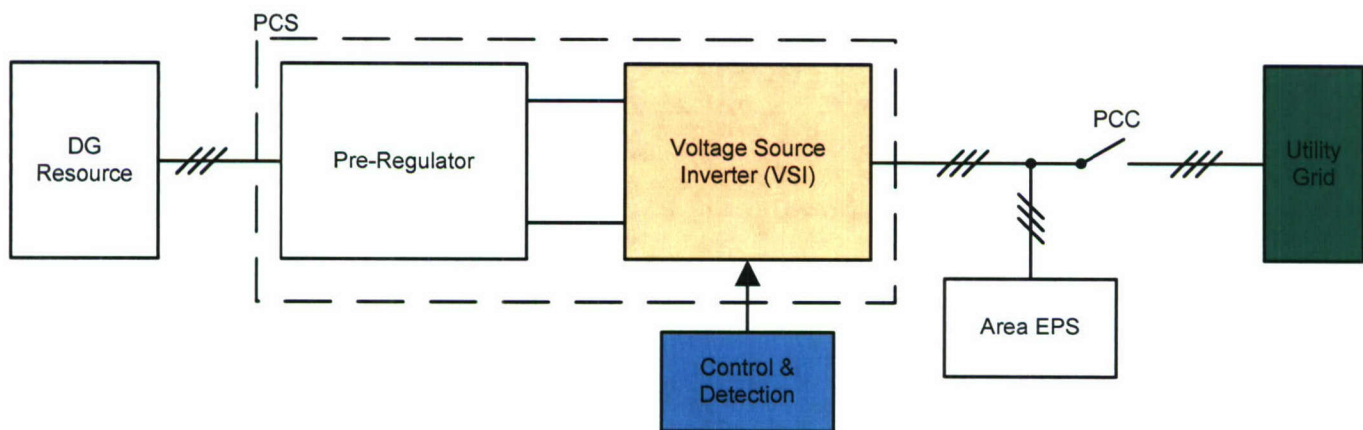 PCS
DG
Resource
Pre-Regulator
Voltage Source
Inverter (VSI)
PCC
Utility
Grid
Area EPS
Control &
Detection